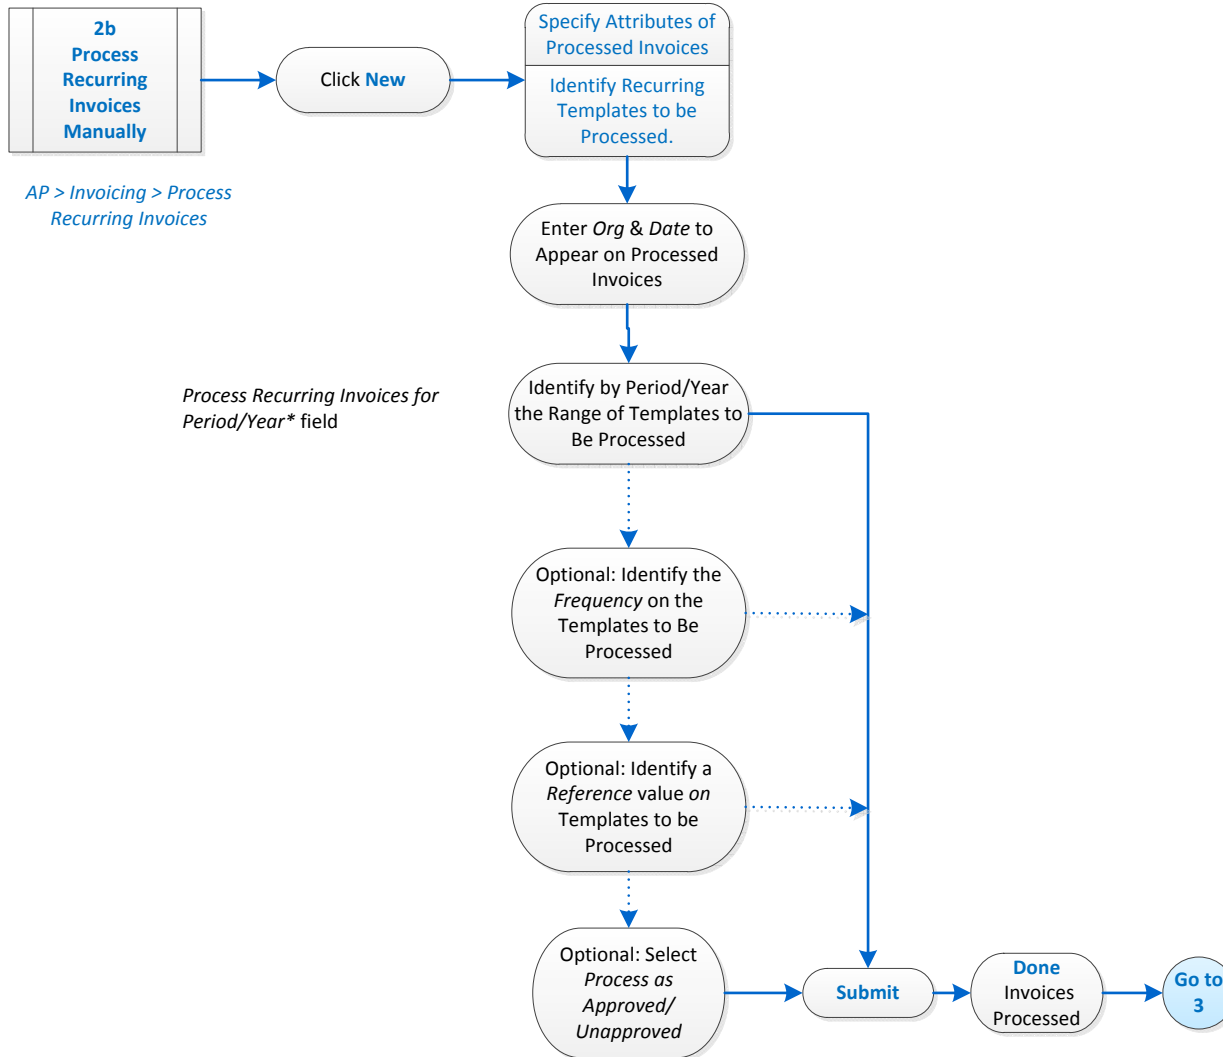 2b
Process
Recurring
Invoices
Manually
Click New
Specify Attributes of
Processed Invoices
Identify Recurring
Templates to be
Processed.
AP > Invoicing > Process
Recurring Invoices
Enter Org & Date to
Appear on Processed
Invoices
Process Recurring Invoices for
Period/Year* field
Identify by Period/Year
the Range of Templates to
Be Processed
Optional: Identify the
Frequency on the
Templates to Be
Processed
Optional: Identify a
Reference value on
Templates to be
Processed
Optional: Select
Process as
Approved/
Unapproved
Submit
Done
Invoices
Processed
Go to
3